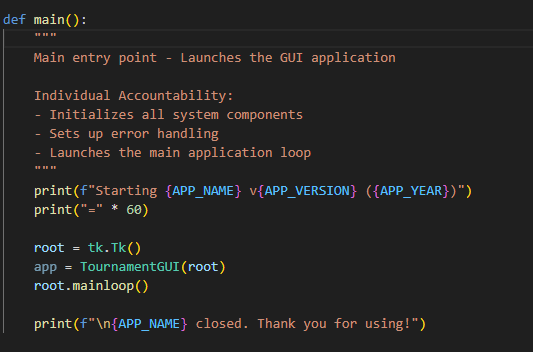 def main():
    """
    Main entry point - Launches the GUI application

    Individual Accountability:
    - Initializes all system components
    - Sets up error handling
    - Launches the main application loop
    """
    print(f"Starting {APP_NAME} v{APP_VERSION} ({APP_YEAR})")
    print("=" * 60)

    root = tk.Tk()
    app = TournamentGUI(root)
    root.mainloop()

    print(f"\n{APP_NAME} closed. Thank you for using!")